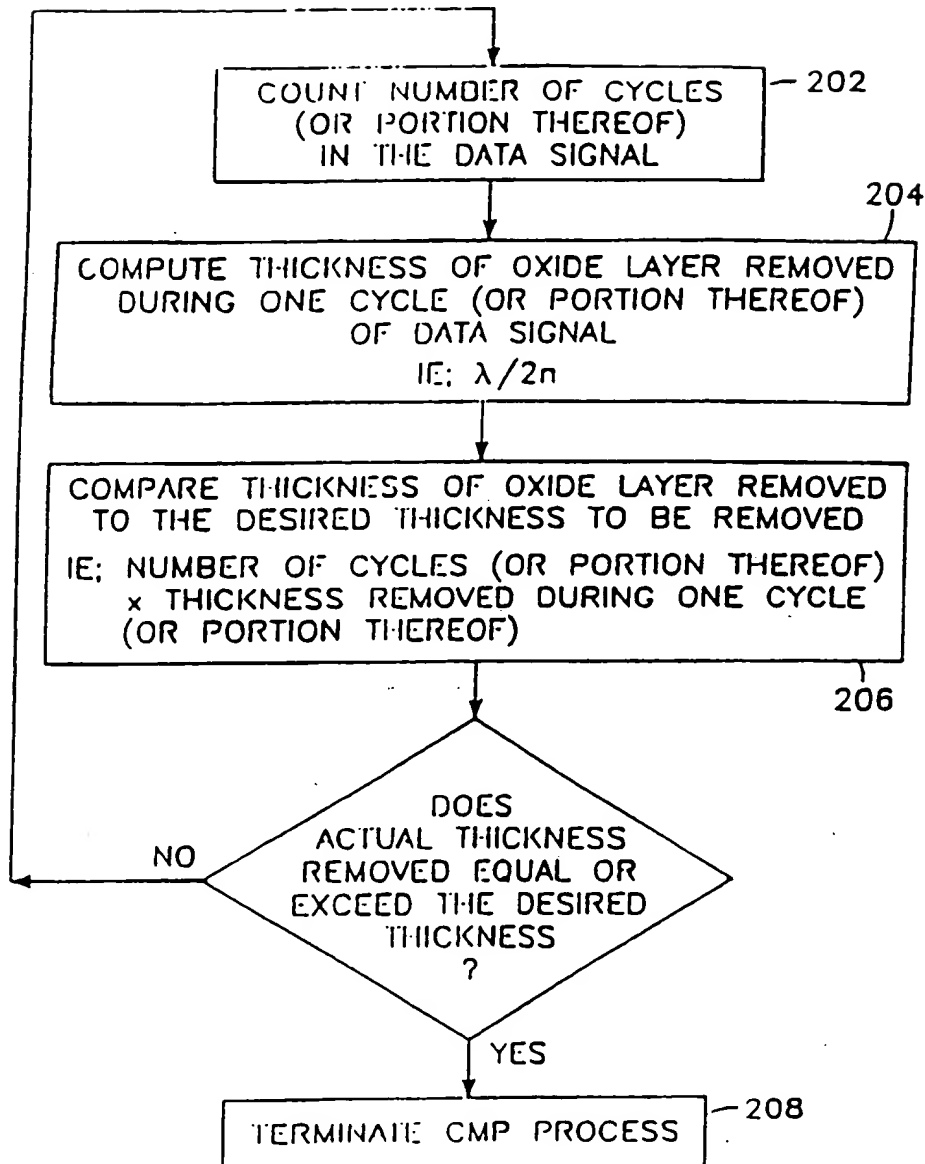 COUNT NUMBER OF CYCLES
(OR PORTION THEREOF)
IN THE DATA SIGNAL
202
204
COMPUTE THICKNESS OF OXIDE LAYER REMOVED
DURING ONE CYCLE (OR PORTION THEREOF)
OF DATA SIGNAL
IE; λ/2n
COMPARE THICKNESS OF OXIDE LAYER REMOVED
TO THE DESIRED THICKNESS TO BE REMOVED
IE; NUMBER OF CYCLES (OR PORTION THEREOF)
x THICKNESS REMOVED DURING ONE CYCLE
(OR PORTION THEREOF)
206
DOES
ACTUAL THICKNESS
REMOVED EQUAL OR
EXCEED THE DESIRED
THICKNESS
?
NO
YES
TERMINATE CMP PROCESS
208